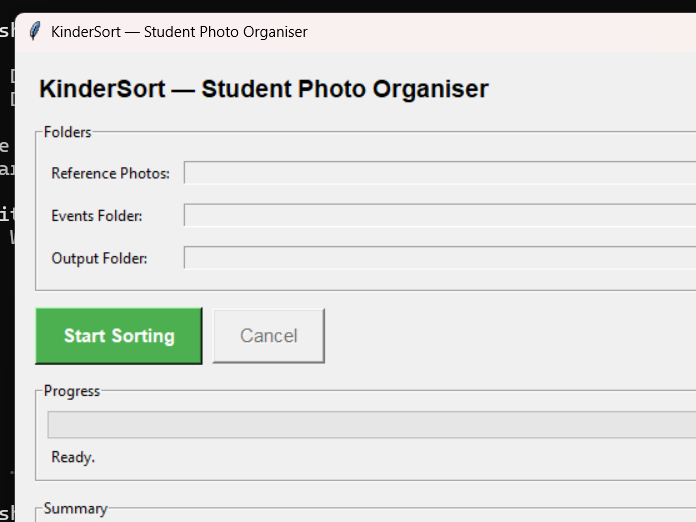 KinderSort — Student Photo Organiser
KinderSort — Student Photo Organiser
Folders
Reference Photos:
Events Folder:
Output Folder:
Start Sorting
Cancel
Progress
Ready.
Summary